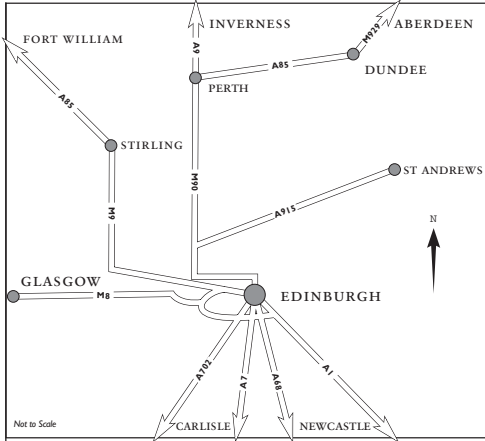 INVERNESS
ABERDEEN
FORT WILLIAM
A9
M929
A85
DUNDEE
PERTH
A85
STIRLING
M90
ST ANDREWS
M9
A915
N
GLASGOW
M8
EDINBURGH
A702
A7
A68
A1
Not to Scale
CARLISLE
NEWCASTLE